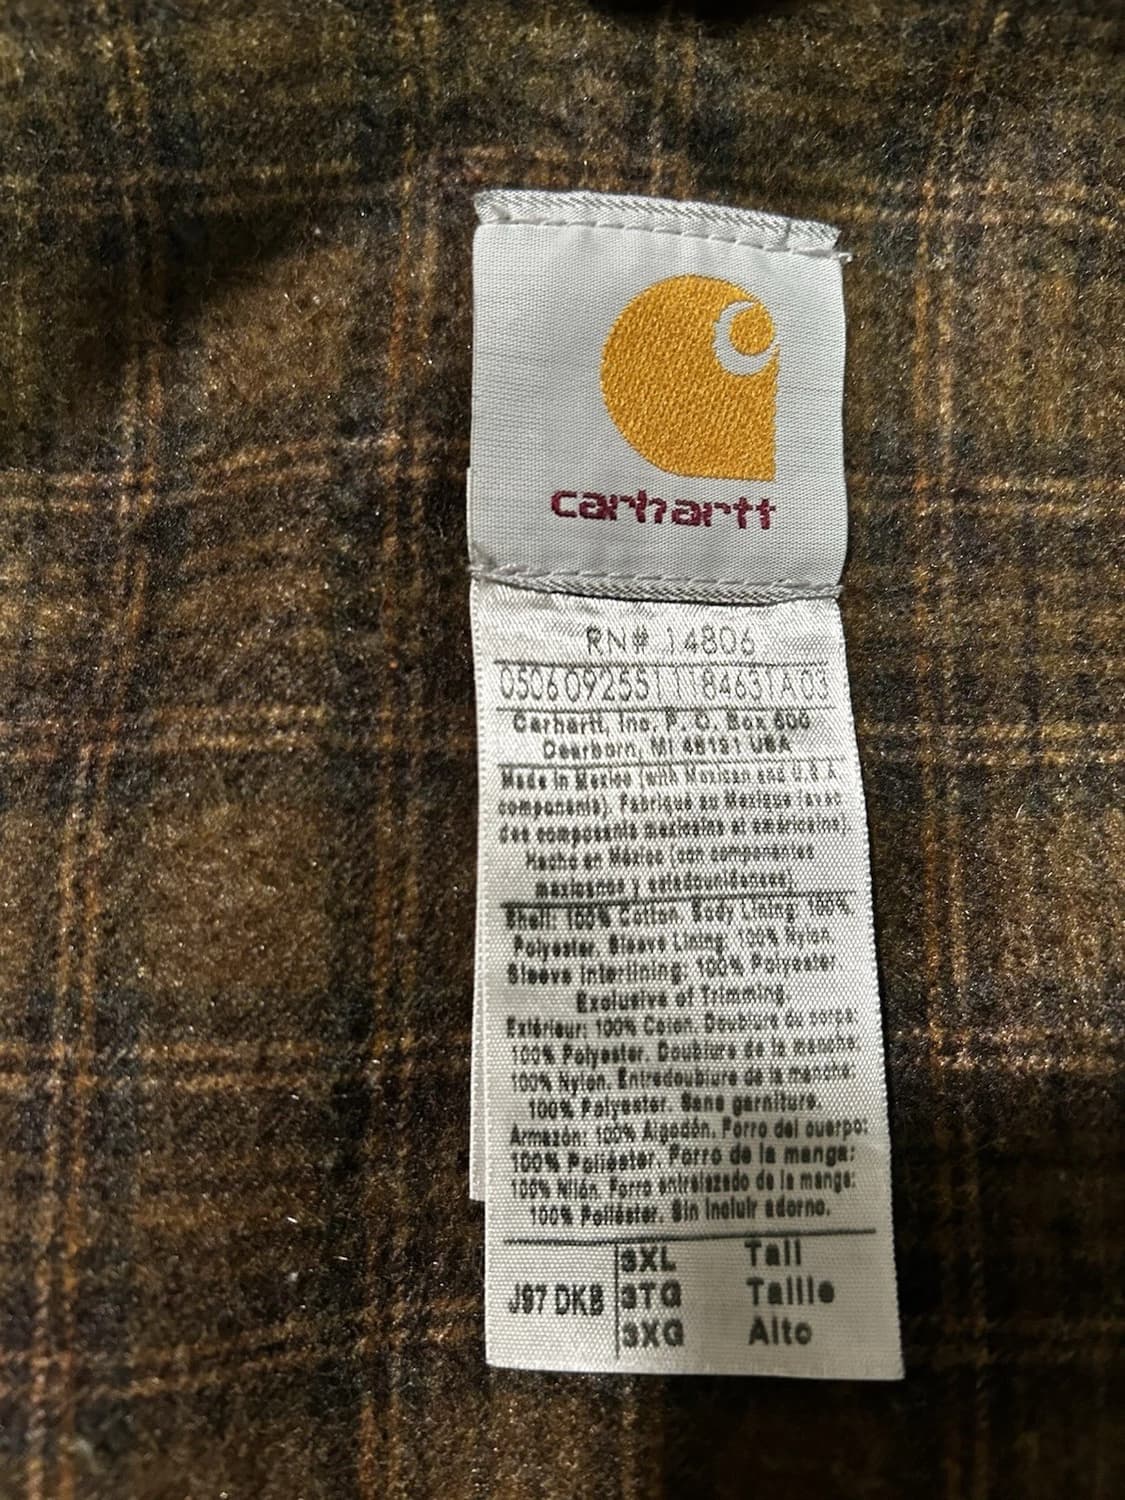 carhartt
RN# 14806
0506092551118463 1A03
Carhartt, Inc. P. O. Box 600
Dearborn, MI 48121 USA
Made in Mexico (with Mexican and U.S.A.
components). Fabriqué au Mexique (avec
des composants mexicains et américains).
Hecho en México (con componentes
mexicanos y estadounidenses)
Shell: 100% Cotton. Body Lining: 100%
Polyester. Sleeve Lining: 100% Nylon.
Sleeve Interlining: 100% Polyester
Exclusive of Trimming.
Extérieur: 100% Coton. Doublure du corps:
100% Polyester. Doublure de la manche:
100% Nylon. Entredoublure de la manche:
100% Polyester. Sans garniture.
Armazón: 100% Algodón. Forro del cuerpo:
100% Poliéster. Forro de la manga:
100% Nilón. Forro entrelazado de la manga:
100% Poliéster. Sin incluir adorno.
J97 DKB
3XL Tall
3TG Taille
3XG Alto